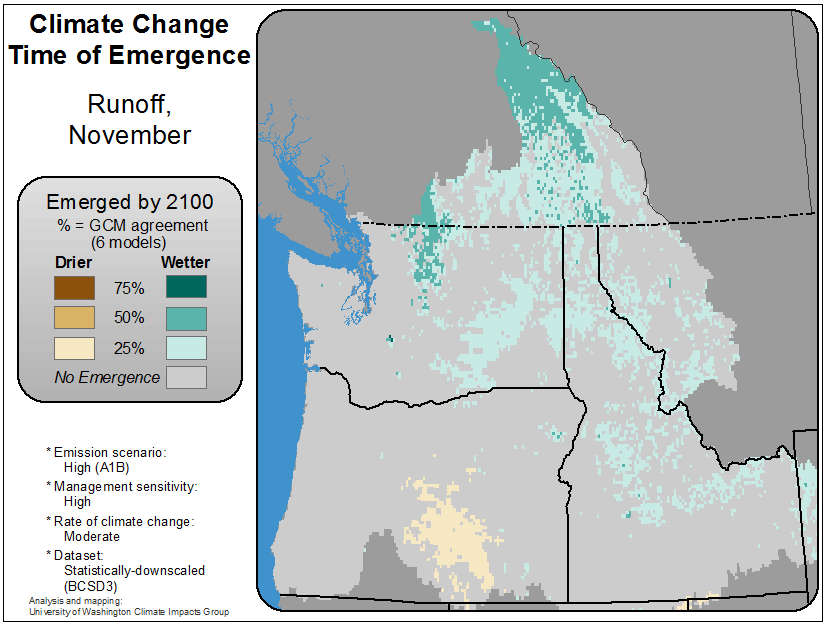 Climate Change
Time of Emergence
Runoff,
November
Emerged by 2100
% = GCM agreement
(6 models)
Drier Wetter
75%
50%
25%
No Emergence
* Emission scenario:
High (A1B)
* Management sensitivity:
High
* Rate of climate change:
Moderate
* Dataset:
Statistically-downscaled
(BCSD3)
Analysis and mapping:
University of Washington Climate Impacts Group